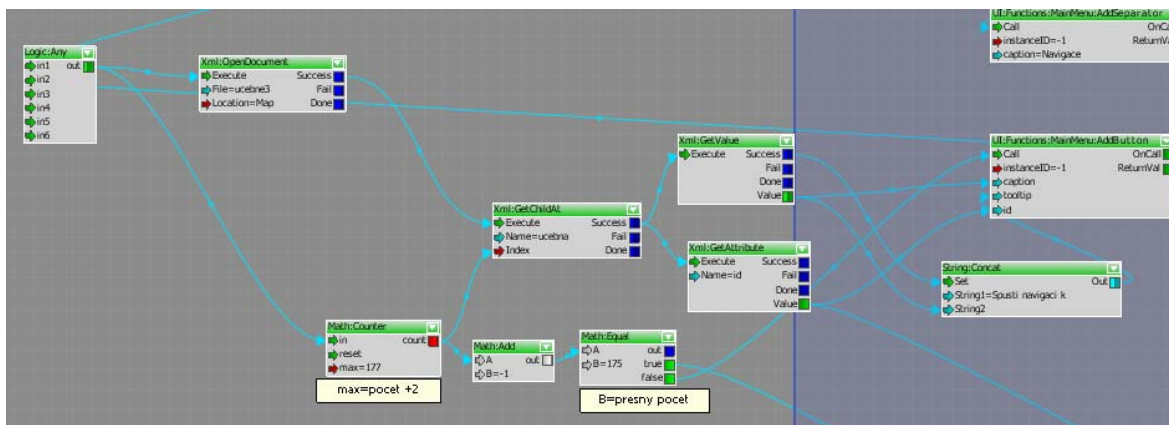 Logic:Any
in1 out
in2
in3
in4
in5
in6
Xml:OpenDocument
Execute Success
File=ucebne3 Fail
Location=Map Done
Xml:GetChildAt
Execute Success
Name=ucebna Fail
Index Done
Math:Counter
in count
reset
max=177
max=pocet +2
Math:Add
A out
B=-1
Math:Equal
A out
B=175 true
false
B=presny pocet
Xml:GetValue
Execute Success
Fail
Done
Value
Xml:GetAttribute
Execute Success
Name=id Fail
Done
Value
UI:Functions:MainMenu:AddSeparator
Call OnCa
instanceID=-1 ReturnVal
caption=Navigace
UI:Functions:MainMenu:AddButton
Call OnCall
instanceID=-1 ReturnVal
caption
tooltip
id
String:Concat
Set Out
String1=Spusti navigaci k
String2